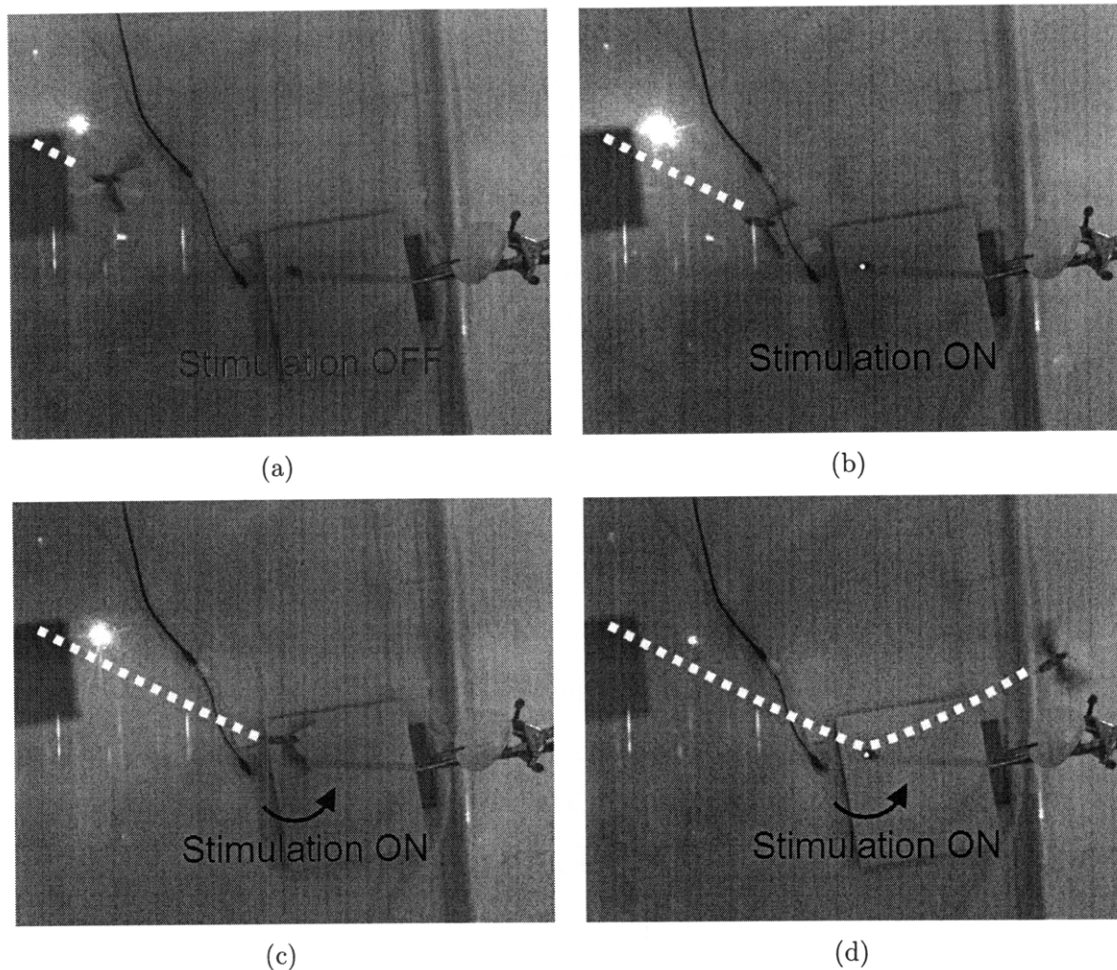 Stimulation OFF
(a)
Stimulation ON
(b)
Stimulation ON
(c)
Stimulation ON
(d)